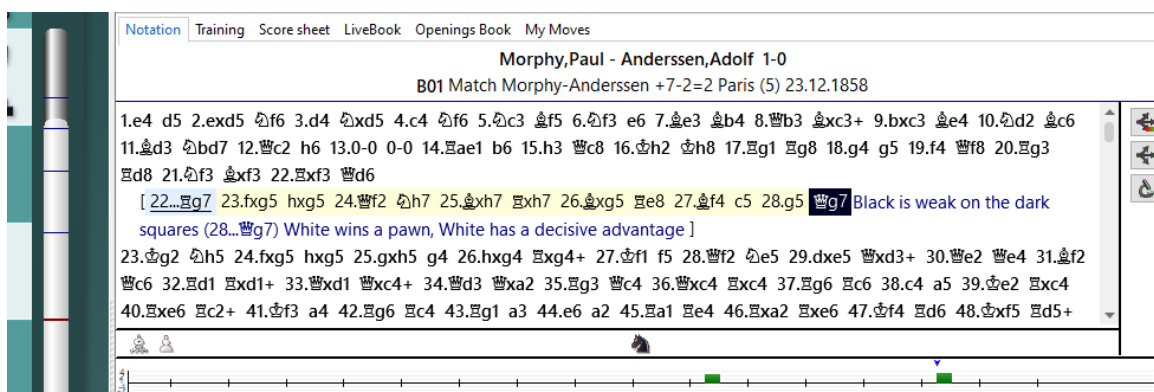 Notation Training Score sheet LiveBook Openings Book My Moves
Morphy,Paul - Anderssen,Adolf 1-0
B01 Match Morphy-Anderssen +7-2=2 Paris (5) 23.12.1858
1.e4 d5 2.exd5 ♘f6 3.d4 ♘xd5 4.c4 ♘f6 5.♘c3 ♗f5 6.♘f3 e6 7.♗e3 ♗b4 8.♕b3 ♗xc3+ 9.bxc3 ♗e4 10.♘d2 ♗c6
11.♗d3 ♘bd7 12.♕c2 h6 13.0-0 0-0 14.♖ae1 b6 15.h3 ♕c8 16.♔h2 ♔h8 17.♖g1 ♖g8 18.g4 g5 19.f4 ♕f8 20.♖g3
♖d8 21.♘f3 ♗xf3 22.♖xf3 ♕d6
[ 22...♖g7 23.fxg5 hxg5 24.♕f2 ♘h7 25.♗xh7 ♖xh7 26.♗xg5 ♖e8 27.♗f4 c5 28.g5 ♕g7 Black is weak on the dark
squares (28...♕g7) White wins a pawn, White has a decisive advantage ]
23.♔g2 ♘h5 24.fxg5 hxg5 25.gxh5 g4 26.hxg4 ♖xg4+ 27.♔f1 f5 28.♕f2 ♘e5 29.dxe5 ♕xd3+ 30.♕e2 ♕e4 31.♗f2
♕c6 32.♖d1 ♖xd1+ 33.♕xd1 ♕xc4+ 34.♕d3 ♕xa2 35.♖g3 ♕c4 36.♕xc4 ♖xc4 37.♖g6 ♖c6 38.c4 a5 39.♔e2 ♖xc4
40.♖xe6 ♖c2+ 41.♔f3 a4 42.♖g6 ♖c4 43.♖g1 a3 44.e6 a2 45.♖a1 ♖e4 46.♖xa2 ♖xe6 47.♔f4 ♖d6 48.♔xf5 ♖d5+